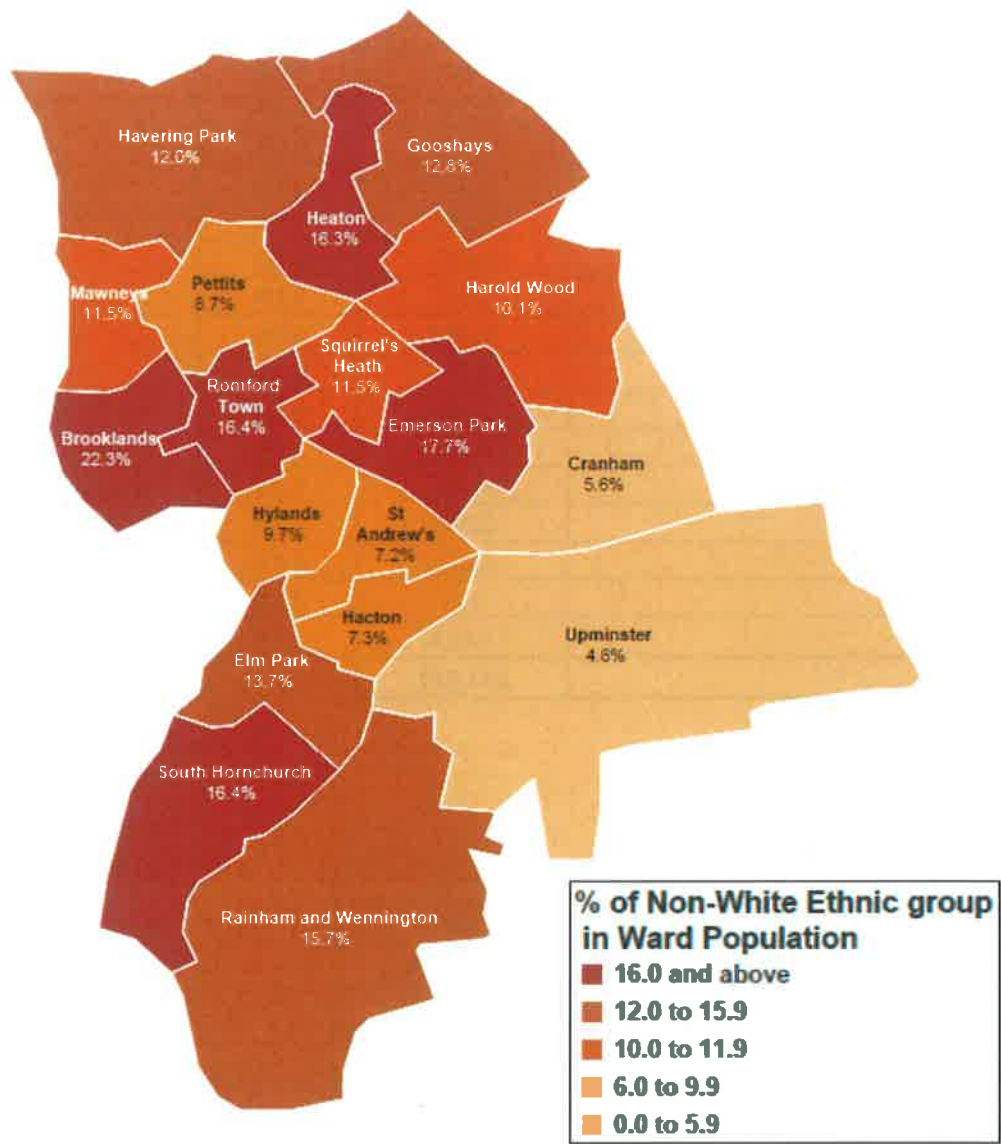 Havering Park
12.0%
Gooshays
12.8%
Heaton
16.3%
Pettits
8.7%
Mawneys
11.5%
Harold Wood
10.1%
Squirrel's
Heath
11.5%
Romford
Town
16.4%
Emerson Park
17.7%
Brooklands
22.3%
Cranham
5.6%
Hylands
9.7%
St
Andrew's
7.2%
Hacton
7.3%
Upminster
4.6%
Elm Park
13.7%
South Hornchurch
16.4%
Rainham and Wennington
15.7%
% of Non-White Ethnic group
in Ward Population
16.0 and above
12.0 to 15.9
10.0 to 11.9
6.0 to 9.9
0.0 to 5.9